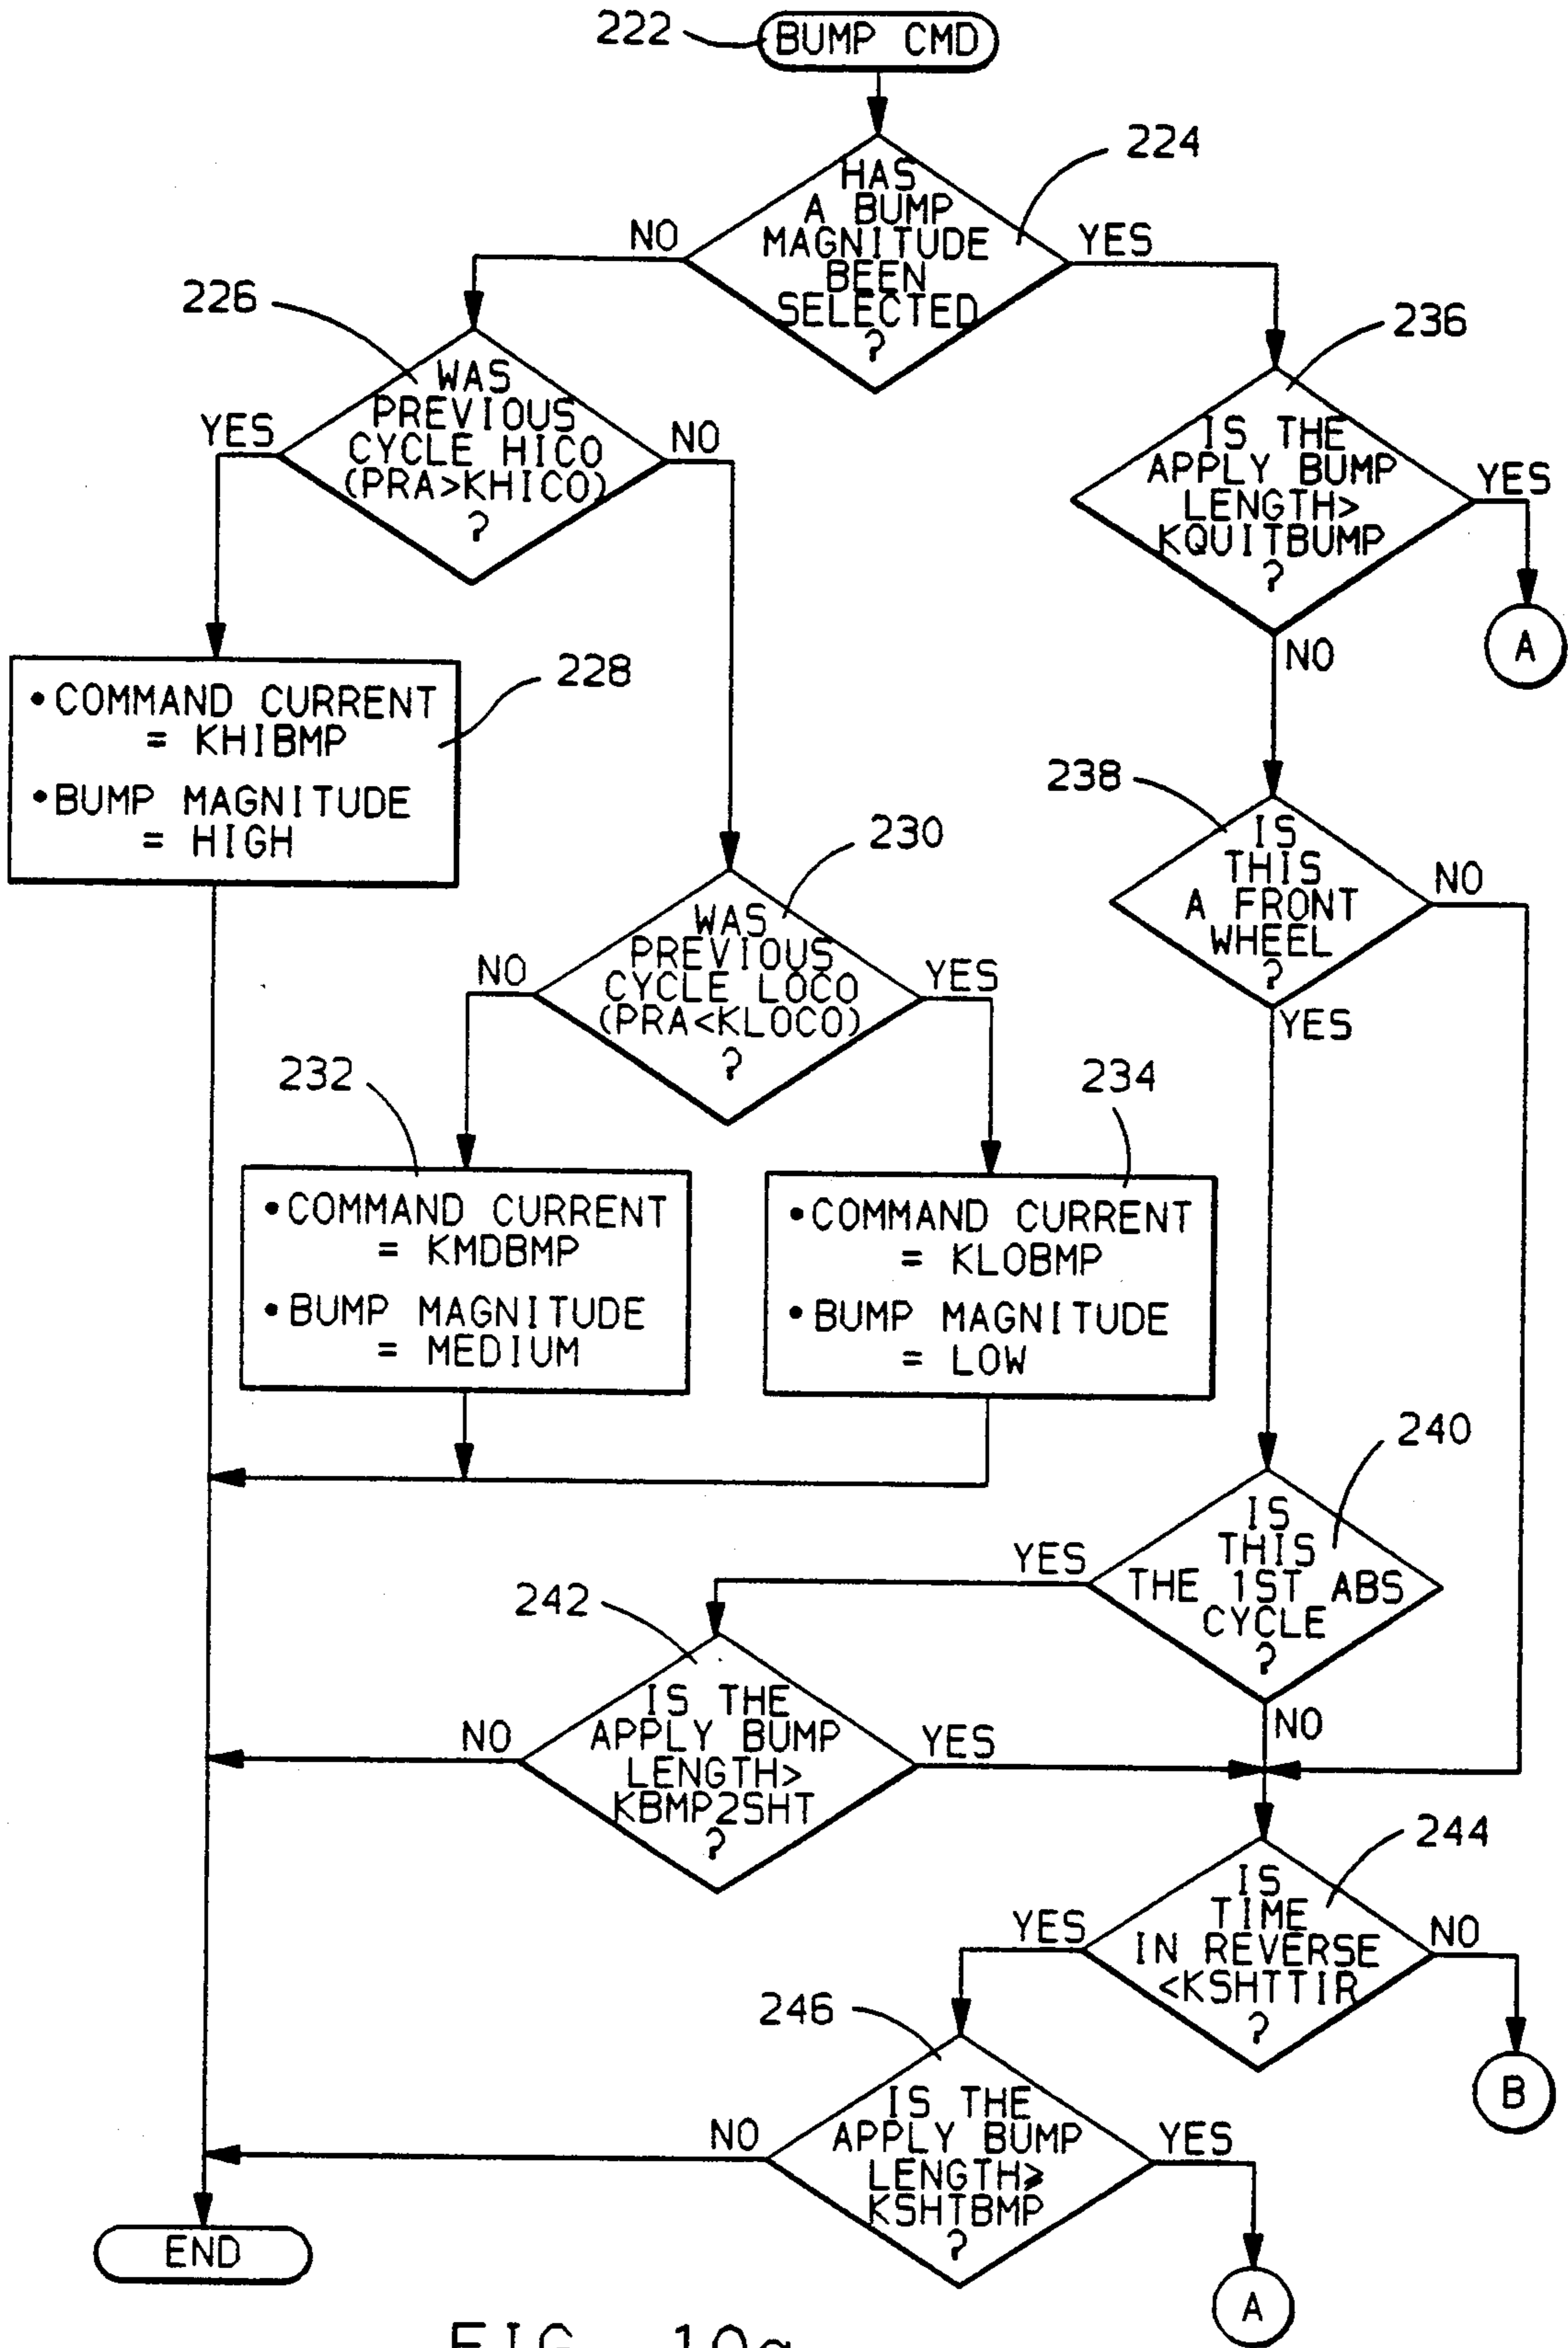 222
BUMP CMD
224
HAS
A BUMP
MAGNITUDE
BEEN
SELECTED
?
NO
YES
226
WAS
PREVIOUS
CYCLE HICO
(PRA>KHICO)
?
YES
NO
236
IS THE
APPLY BUMP
LENGTH>
KQUITBUMP
?
YES
A
NO
228
•COMMAND CURRENT
= KHIBMP
•BUMP MAGNITUDE
= HIGH
238
IS
THIS
A FRONT
WHEEL
?
NO
YES
230
WAS
PREVIOUS
CYCLE LOCO
(PRA<KLOCO)
?
NO
YES
232
•COMMAND CURRENT
= KMDBMP
•BUMP MAGNITUDE
= MEDIUM
234
•COMMAND CURRENT
= KLOBMP
•BUMP MAGNITUDE
= LOW
240
IS
THIS
THE 1ST ABS
CYCLE
?
YES
NO
242
IS THE
APPLY BUMP
LENGTH>
KBMP2SHT
?
NO
YES
244
IS
TIME
IN REVERSE
<KSHTTIR
?
YES
NO
B
246
IS THE
APPLY BUMP
LENGTH≥
KSHTBMP
?
NO
YES
A
END
FIG. 10a